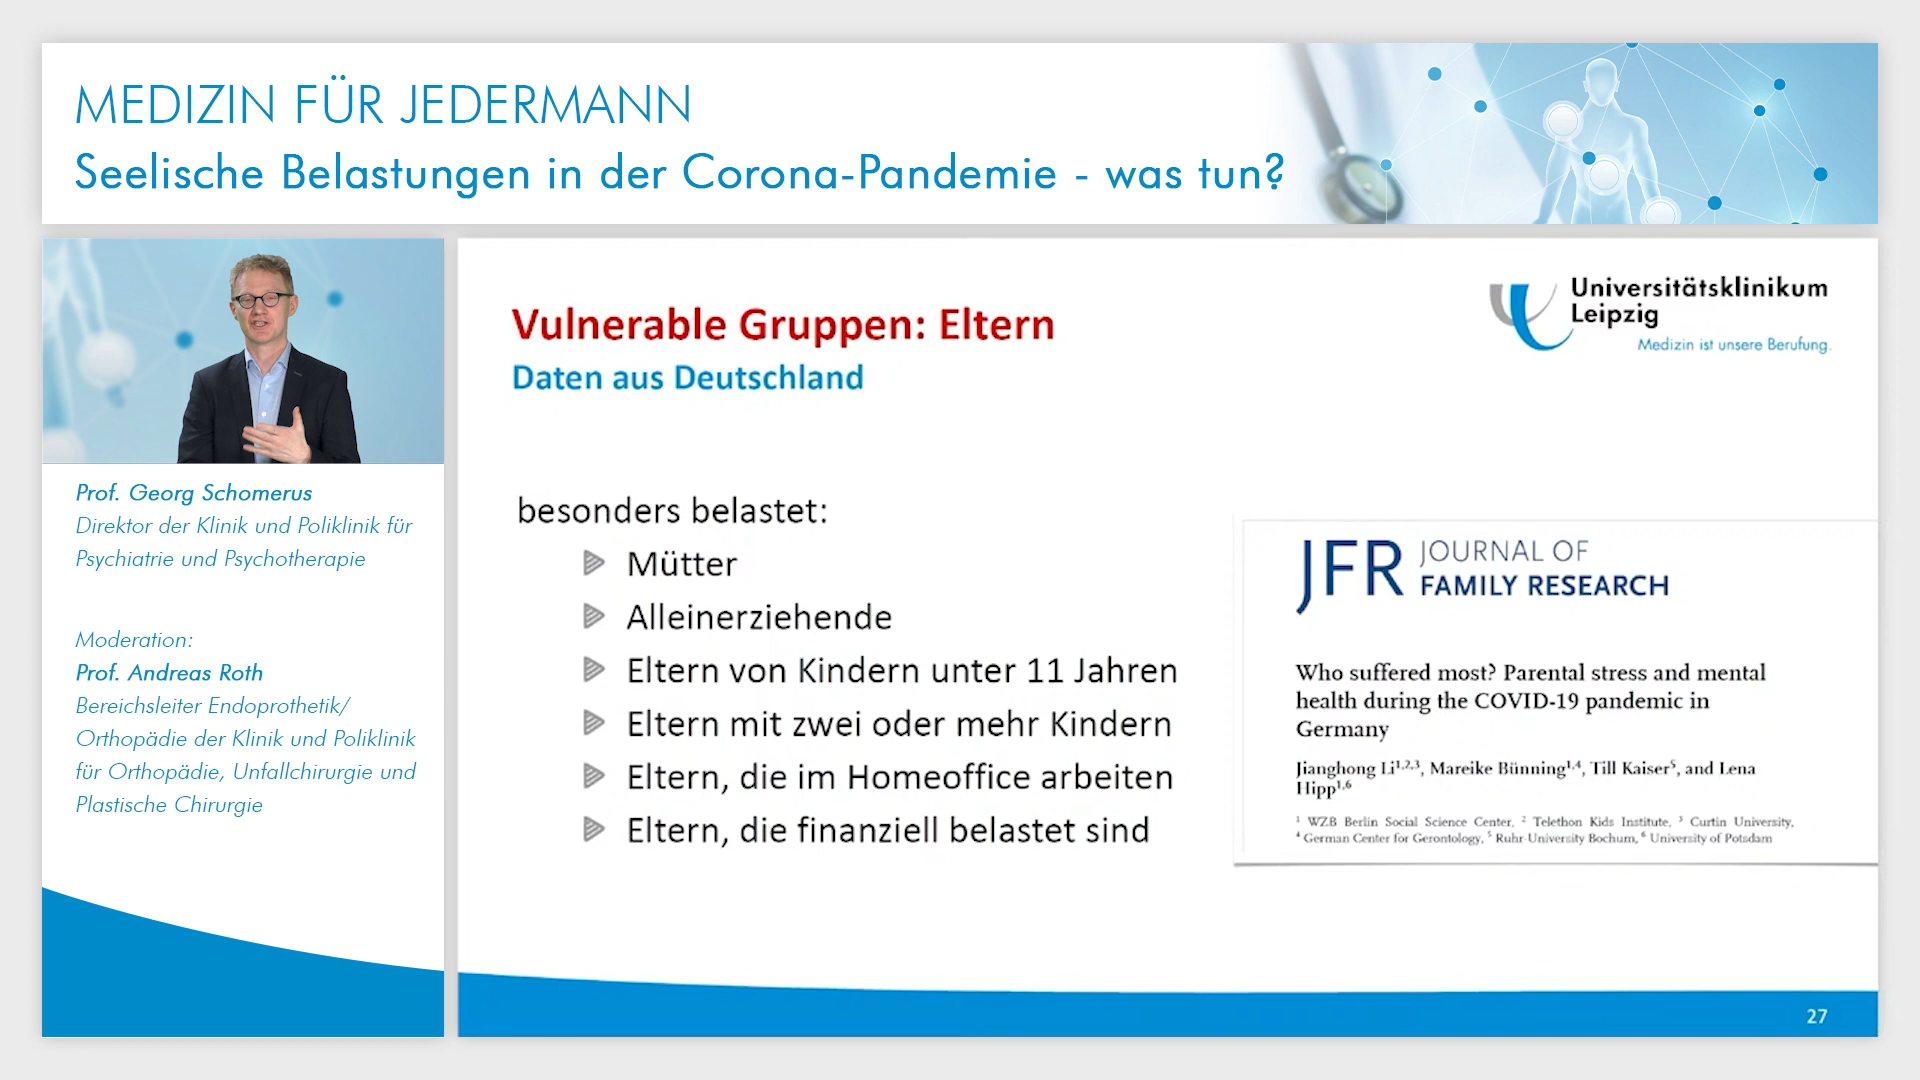 MEDIZIN FÜR JEDERMANN
Seelische Belastungen in der Corona-Pandemie - was tun?
Prof. Georg Schomerus
Direktor der Klinik und Poliklinik für
Psychiatrie und Psychotherapie
Moderation:
Prof. Andreas Roth
Bereichsleiter Endoprothetik/
Orthopädie der Klinik und Poliklinik
für Orthopädie, Unfallchirurgie und
Plastische Chirurgie
Universitätsklinikum
Leipzig
Medizin ist unsere Berufung.
Vulnerable Gruppen: Eltern
Daten aus Deutschland
besonders belastet:
Mütter
Alleinerziehende
Eltern von Kindern unter 11 Jahren
Eltern mit zwei oder mehr Kindern
Eltern, die im Homeoffice arbeiten
Eltern, die finanziell belastet sind
JFR JOURNAL OF
FAMILY RESEARCH
Who suffered most? Parental stress and mental
health during the COVID-19 pandemic in
Germany
Jianghong Li¹,²,³, Mareike Bünning¹,⁴, Till Kaiser⁵, and Lena
Hipp¹,⁶
¹ WZB Berlin Social Science Center, ² Telethon Kids Institute, ³ Curtin University,
⁴ German Center for Gerontology, ⁵ Ruhr-University Bochum, ⁶ University of Potsdam
27